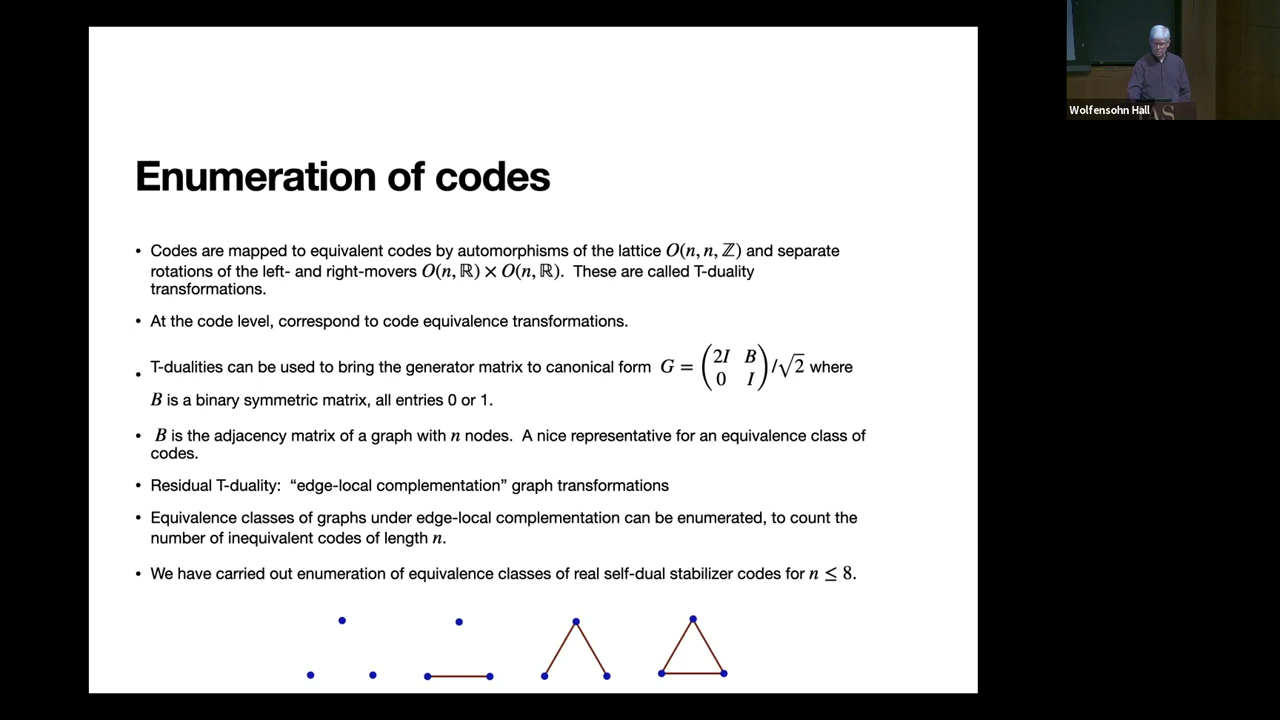 Enumeration of codes
• Codes are mapped to equivalent codes by automorphisms of the lattice O(n, n, ℤ) and separate
rotations of the left- and right-movers O(n, ℝ) × O(n, ℝ). These are called T-duality
transformations.
• At the code level, correspond to code equivalence transformations.
• T-dualities can be used to bring the generator matrix to canonical form G = (2I B
0 I)/√2 where
B is a binary symmetric matrix, all entries 0 or 1.
• B is the adjacency matrix of a graph with n nodes. A nice representative for an equivalence class of
codes.
• Residual T-duality: “edge-local complementation” graph transformations
• Equivalence classes of graphs under edge-local complementation can be enumerated, to count the
number of inequivalent codes of length n.
• We have carried out enumeration of equivalence classes of real self-dual stabilizer codes for n ≤ 8.
Wolfensohn Hall
IAS